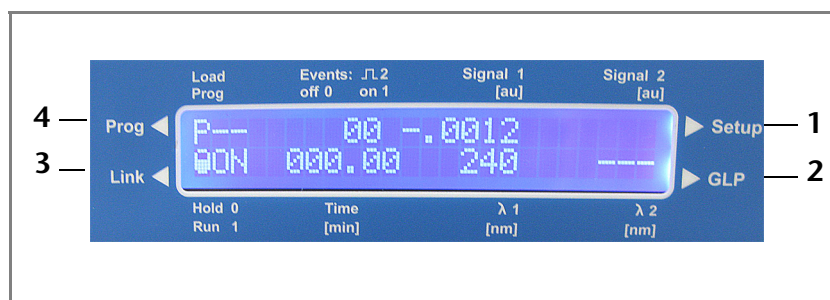 Load Events: ⎍2 Signal 1 Signal 2
Prog off 0 on 1 [au] [au]
4 Prog ◀ P-- 00 -.0012 ▶ Setup 1
3 Link ◀ ON 000.00 240 --- ▶ GLP 2
Hold 0 Time λ 1 λ 2
Run 1 [min] [nm] [nm]